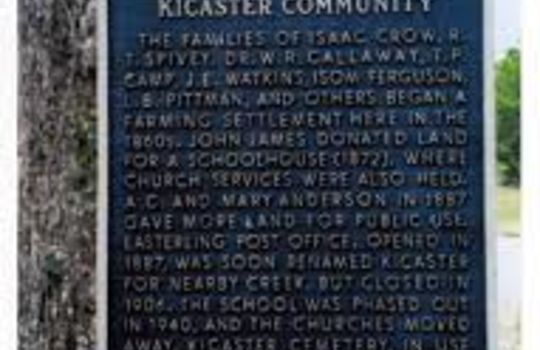 KICASTER COMMUNITY
THE FAMILIES OF ISAAC CROW, R.
T. SPIVEY, DR. W. R. CALLAWAY, T. P.
CAMP, J. E. WATKINS, ISOM FERGUSON,
L. B. PITTMAN, AND OTHERS BEGAN A
FARMING SETTLEMENT HERE IN THE
1860S. JOHN JAMES DONATED LAND
FOR A SCHOOLHOUSE (1872), WHERE
CHURCH SERVICES WERE ALSO HELD.
A. C. AND MARY ANDERSON IN 1887
GAVE MORE LAND FOR PUBLIC USE.
EASTERLING POST OFFICE, OPENED IN
1887, WAS SOON RENAMED KICASTER
FOR NEARBY CREEK, BUT CLOSED IN
1906. THE SCHOOL WAS PHASED OUT
IN 1940, AND THE CHURCHES MOVED
AWAY. KICASTER CEMETERY, IN USE